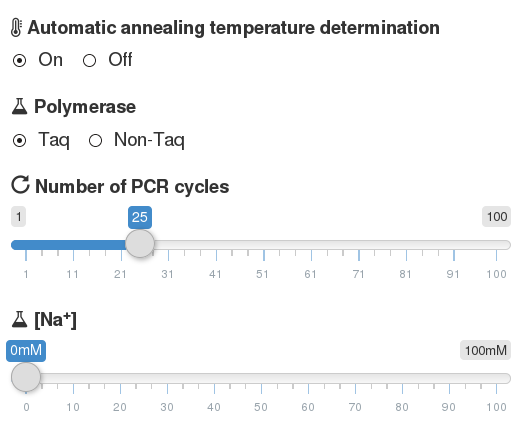 Automatic annealing temperature determination
On Off
Polymerase
Taq Non-Taq
Number of PCR cycles
1 25 100
1 11 21 31 41 51 61 71 81 91 100
[Na⁺]
0mM 100mM
0 10 20 30 40 50 60 70 80 90 100